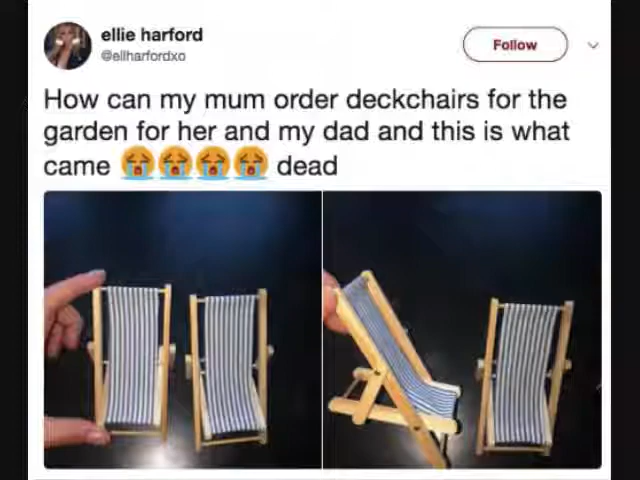 ellie harford
@ellharfordxo
Follow
How can my mum order deckchairs for the
garden for her and my dad and this is what
came 😭😭😭😭 dead